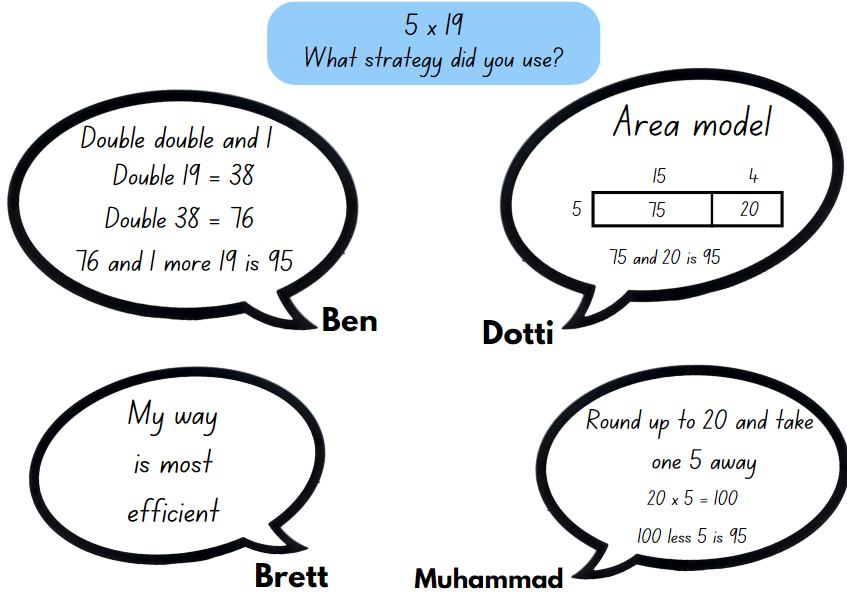 5 x 19
What strategy did you use?
Double double and 1
Double 19 = 38
Double 38 = 76
76 and 1 more 19 is 95
Ben
Area model
15 4
5 75 20
75 and 20 is 95
Dotti
My way
is most
efficient
Brett
Round up to 20 and take
one 5 away
20 x 5 = 100
100 less 5 is 95
Muhammad